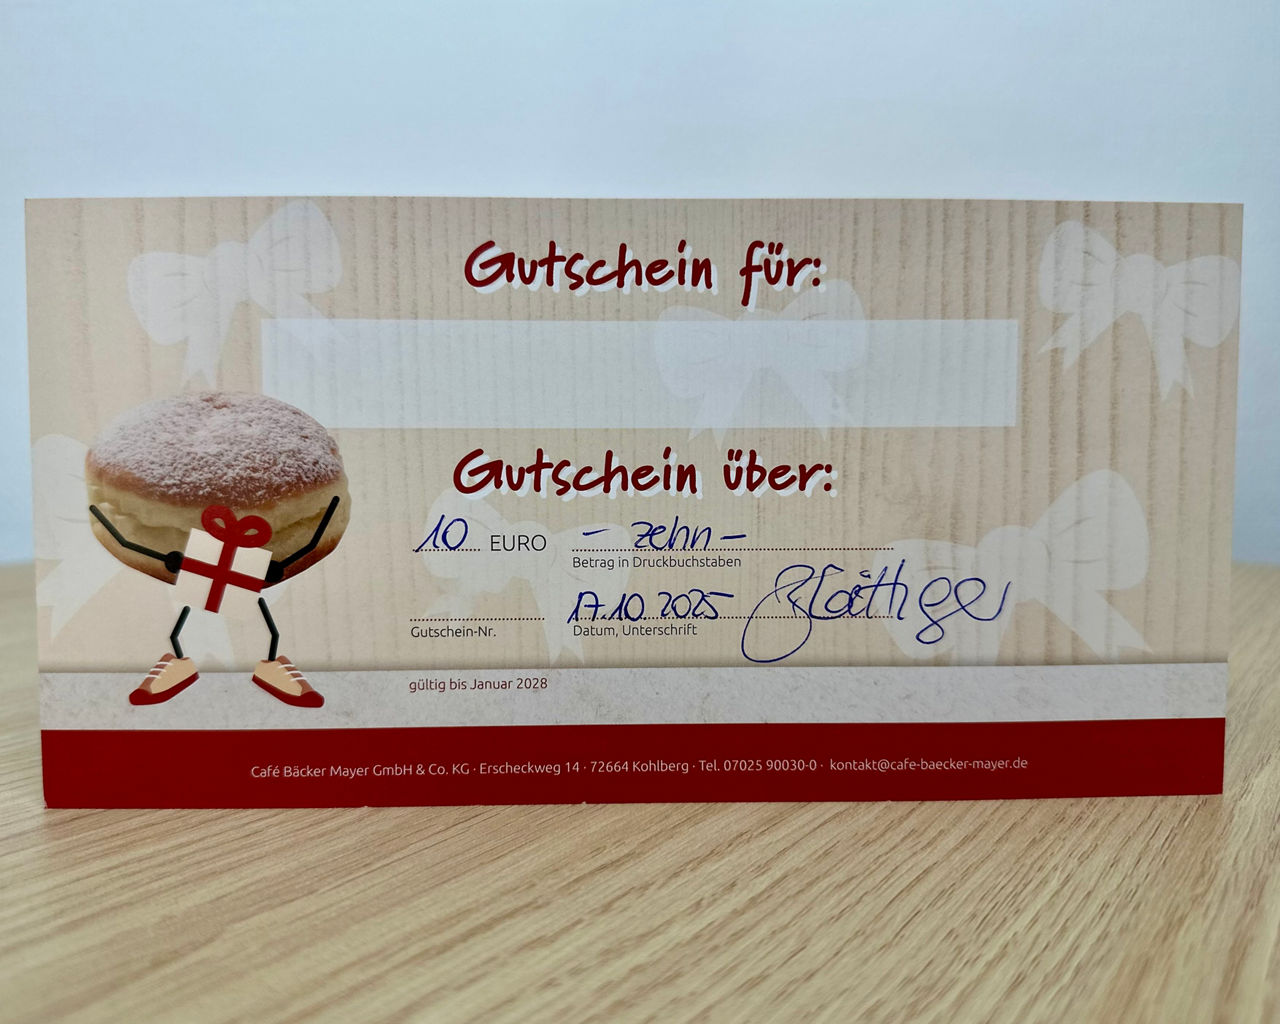 Gutschein für:
Gutschein über:
10 EURO - zehn -
Betrag in Druckbuchstaben
17.10.2025
Gutschein-Nr. Datum, Unterschrift
gültig bis Januar 2028
Café Bäcker Mayer GmbH & Co. KG · Erscheckweg 14 · 72664 Kohlberg · Tel. 07025 90030-0 · kontakt@cafe-baecker-mayer.de